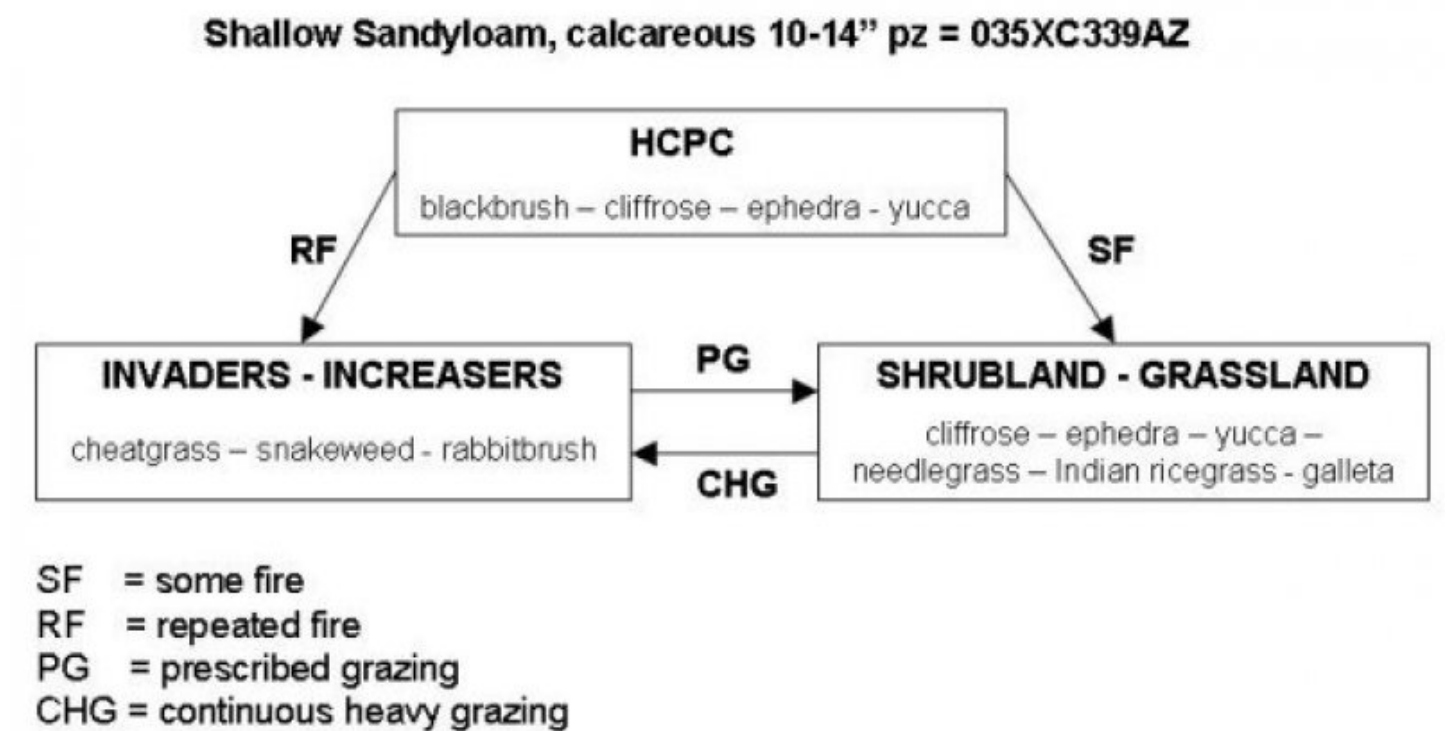 Shallow Sandyloam, calcareous 10-14” pz = 035XC339AZ
HCPC
blackbrush – cliffrose – ephedra - yucca
RF
SF
INVADERS - INCREASERS
cheatgrass – snakeweed - rabbitbrush
PG
CHG
SHRUBLAND - GRASSLAND
cliffrose – ephedra – yucca –
needlegrass – Indian ricegrass - galleta
SF = some fire
RF = repeated fire
PG = prescribed grazing
CHG = continuous heavy grazing